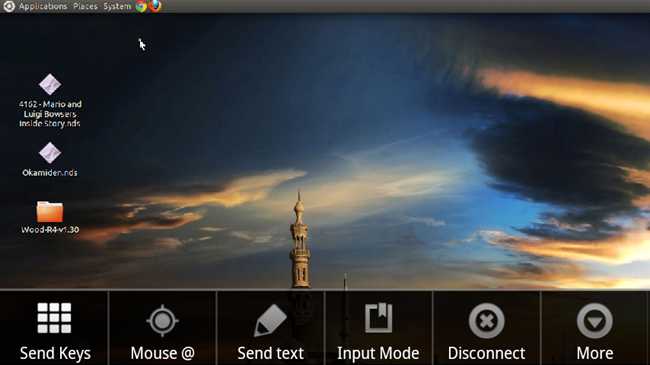 Applications Places System
4162 - Mario and
Luigi Bowsers
Inside Story.nds
Okamiden.nds
Wood-R4-v1.30
Send Keys Mouse @ Send text Input Mode Disconnect More